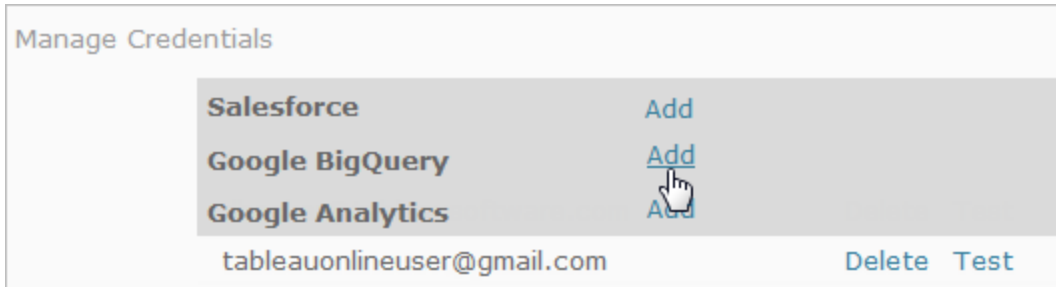 Manage Credentials
Salesforce Add
Google BigQuery Add
Google Analytics Add
tableauonlineuser@gmail.com Delete Test